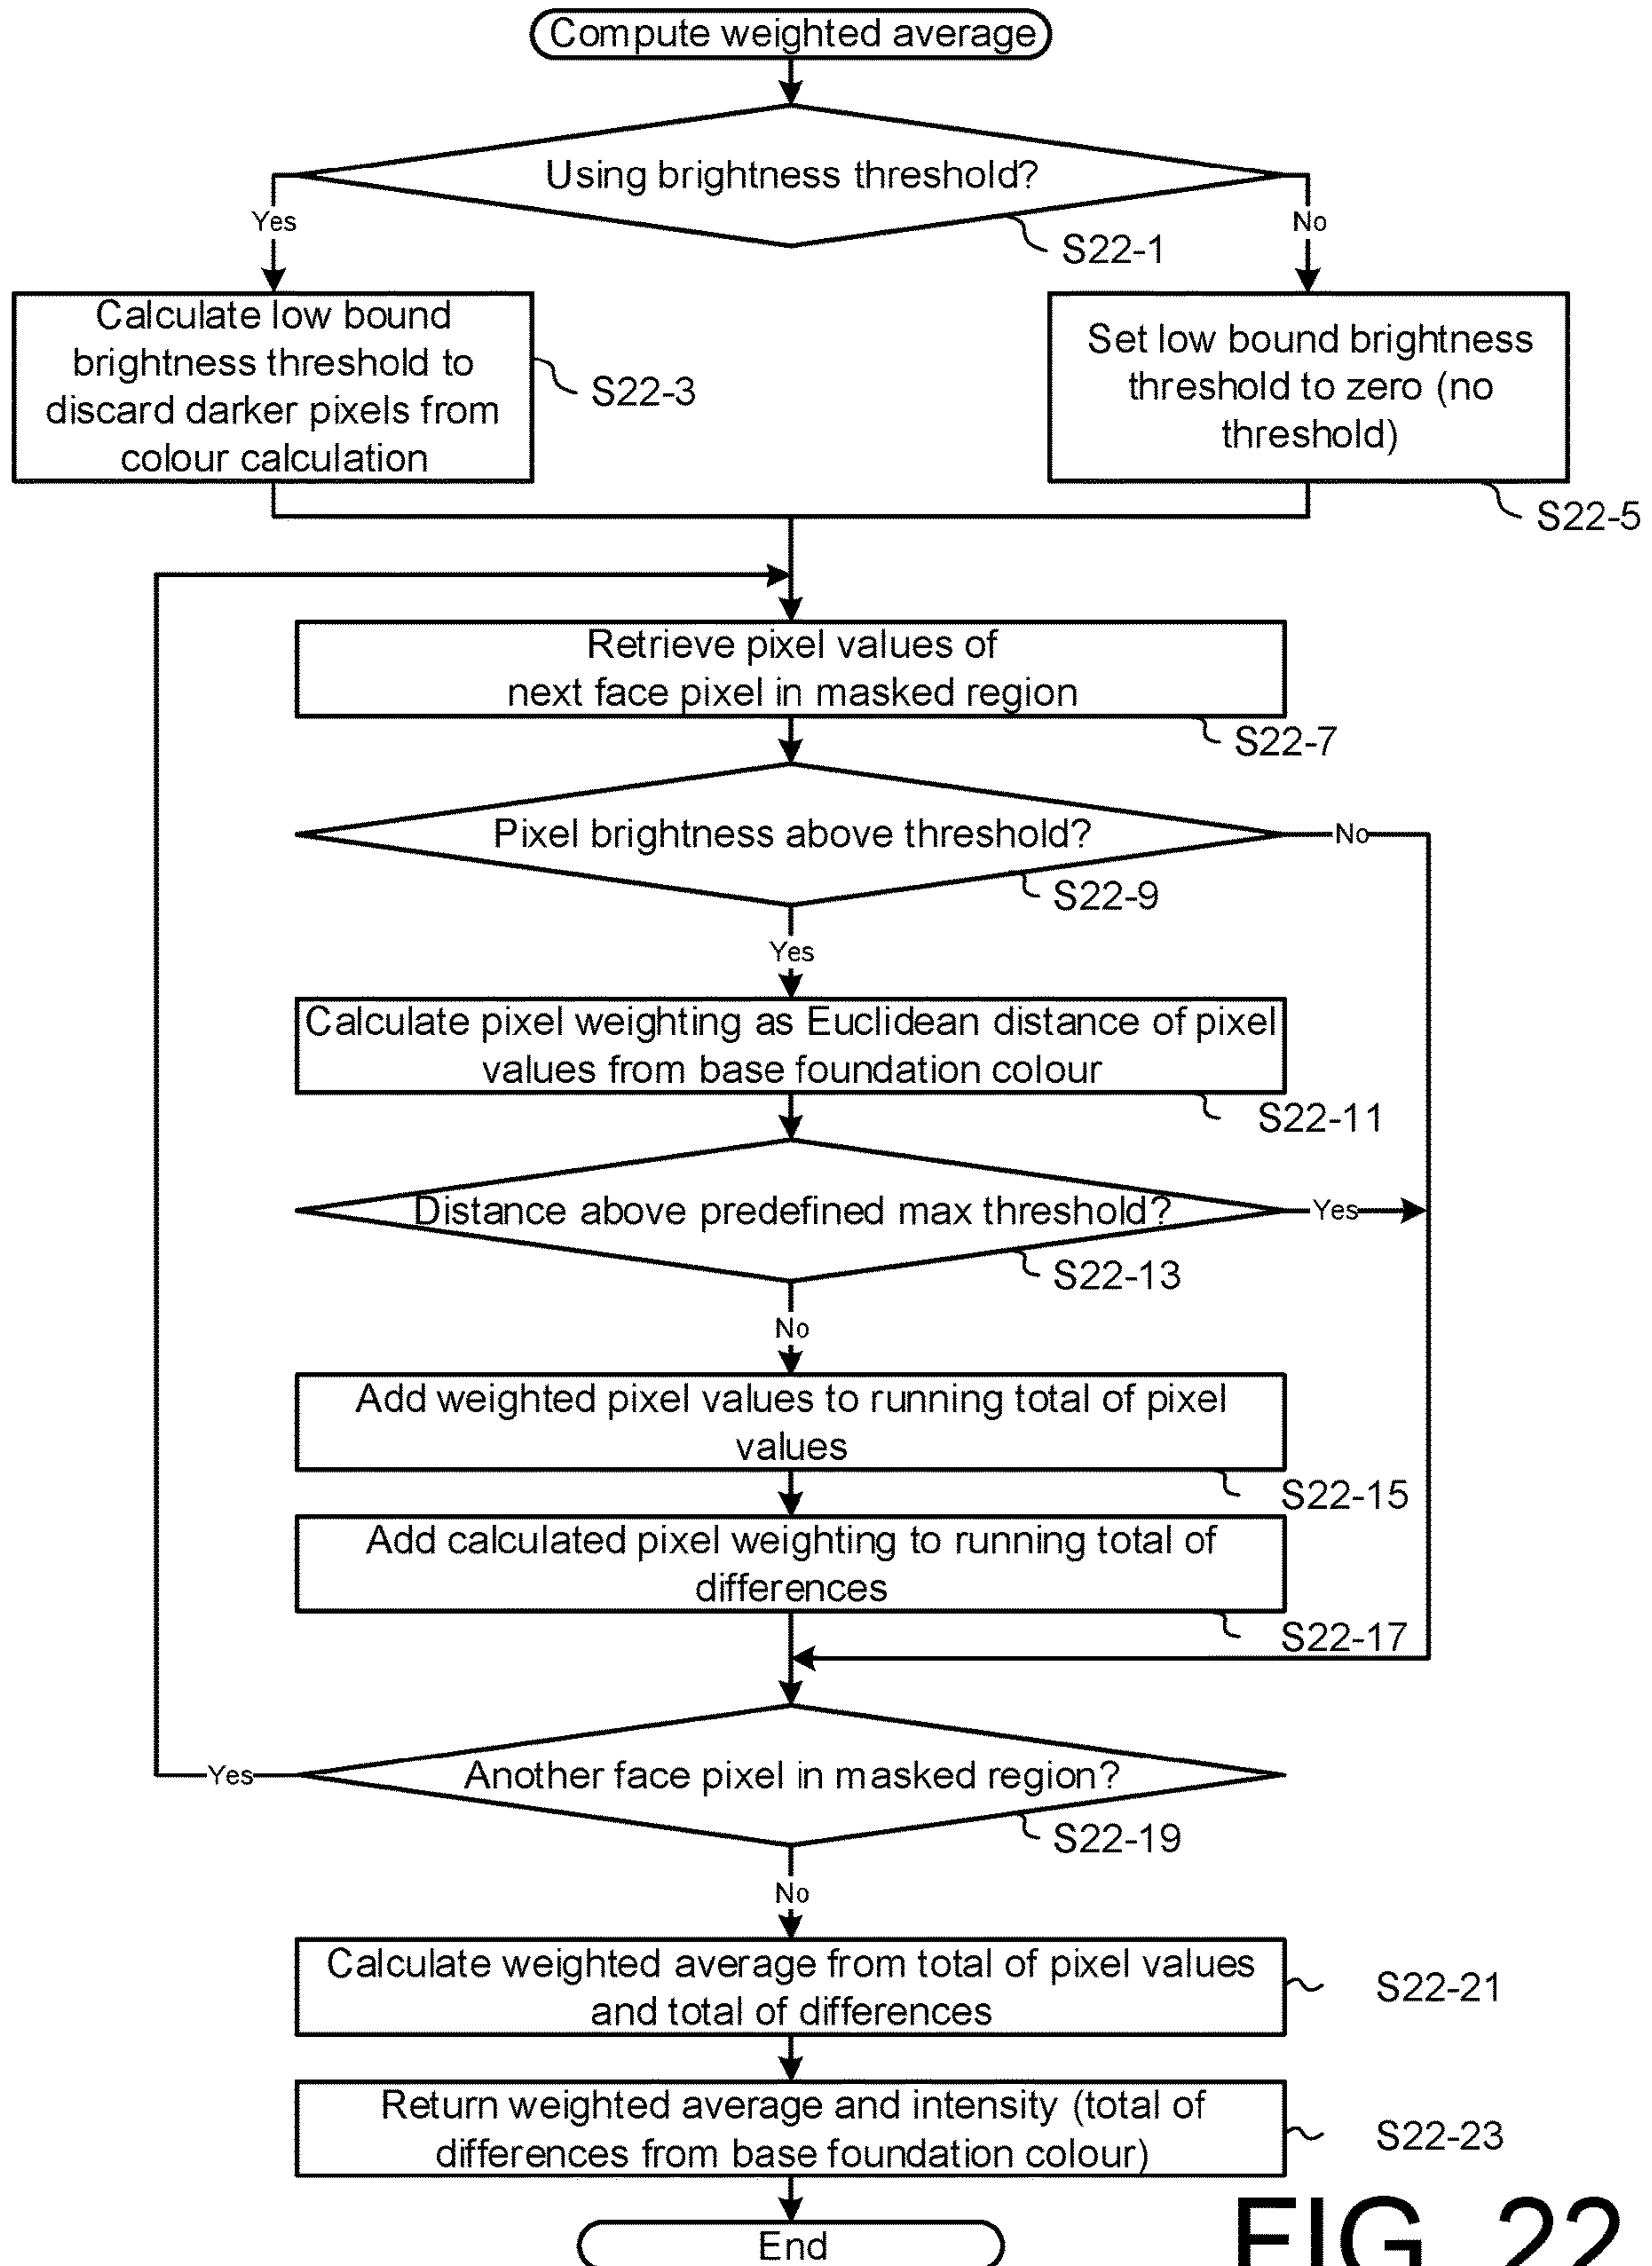 Compute weighted average
Using brightness threshold?
Yes
No
S22-1
Calculate low bound
brightness threshold to
discard darker pixels from
colour calculation
S22-3
Set low bound brightness
threshold to zero (no
threshold)
S22-5
Retrieve pixel values of
next face pixel in masked region
S22-7
Pixel brightness above threshold?
No
S22-9
Yes
Calculate pixel weighting as Euclidean distance of pixel
values from base foundation colour
S22-11
Distance above predefined max threshold?
Yes
S22-13
No
Add weighted pixel values to running total of pixel
values
S22-15
Add calculated pixel weighting to running total of
differences
S22-17
Another face pixel in masked region?
Yes
S22-19
No
Calculate weighted average from total of pixel values
and total of differences
S22-21
Return weighted average and intensity (total of
differences from base foundation colour)
S22-23
End
FIG. 22